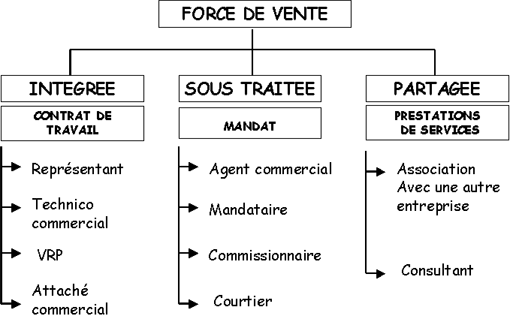 FORCE DE VENTE
INTÉGREE
SOUS TRAITEE
PARTAGEE
CONTRAT DE
TRAVAIL
MANDAT
PRESTATIONS
DE SERVICES
Représentant
Technico
commercial
VRP
Attaché
commercial
Agent commercial
Mandataire
Commissionnaire
Courtier
Association
Avec une autre
entreprise
Consultant